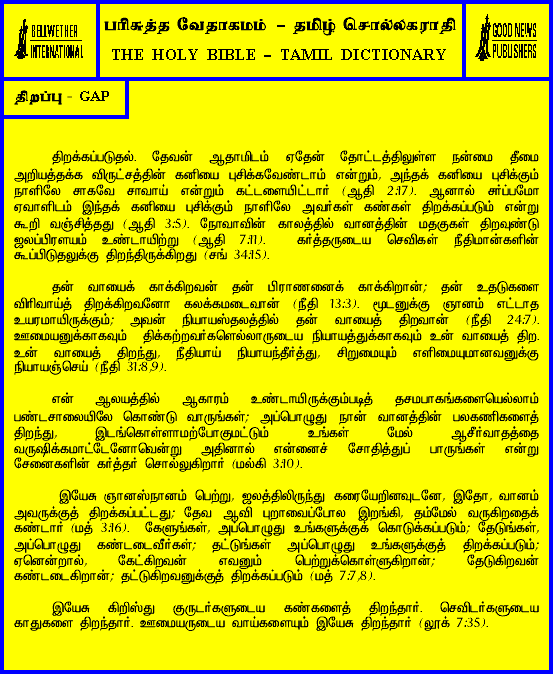 BELLWETHER
INTERNATIONAL
பரிசுத்த வேதாகமம் – தமிழ் சொல்லகராதி
THE HOLY BIBLE – TAMIL DICTIONARY
GOOD NEWS
PUBLISHERS
திறப்பு - GAP
திறக்கப்படுதல். தேவன் ஆதாமிடம் ஏதேன் தோட்டத்திலுள்ள நன்மை தீமை
அறியத்தக்க விருட்சத்தின் கனியை புசிக்கவேண்டாம் என்றும், அந்தக் கனியை புசிக்கும்
நாளிலே சாகவே சாவாய் என்றும் கட்டளையிட்டார் (ஆதி 2:17). ஆனால் சர்ப்பமோ
ஏவாளிடம் இந்தக் கனியை புசிக்கும் நாளிலே அவர்கள் கண்கள் திறக்கப்படும் என்று
கூறி வஞ்சித்தது (ஆதி 3:5). நோவாவின் காலத்தில் வானத்தின் மதகுகள் திறவுண்டு
ஜலப்பிரளயம் உண்டாயிற்று (ஆதி 7:11). கர்த்தருடைய செவிகள் நீதிமான்களின்
கூப்பிடுதலுக்கு திறந்திருக்கிறது (சங் 34:15).
தன் வாயைக் காக்கிறவன் தன் பிராணனைக் காக்கிறான்; தன் உதடுகளை
விரிவாய்த் திறக்கிறவனோ கலக்கமடைவான் (நீதி 13:3). மூடனுக்கு ஞானம் எட்டாத
உயரமாயிருக்கும்; அவன் நியாயஸ்தலத்தில் தன் வாயைத் திறவான் (நீதி 24:7).
ஊமையனுக்காகவும் திக்கற்றவர்களெல்லாருடைய நியாயத்துக்காகவும் உன் வாயைத் திற.
உன் வாயைத் திறந்து, நீதியாய் நியாயந்தீர்த்து, சிறுமையும் எளிமையுமானவனுக்கு
நியாயஞ்செய் (நீதி 31:8,9).
என் ஆலயத்தில் ஆகாரம் உண்டாயிருக்கும்படித் தசமபாகங்களையெல்லாம்
பண்டசாலையிலே கொண்டு வாருங்கள்; அப்பொழுது நான் வானத்தின் பலகணிகளைத்
திறந்து, இடங்கொள்ளாமற்போகுமட்டும் உங்கள் மேல் ஆசீர்வாதத்தை
வருஷிக்கமாட்டேனோவென்று அதினால் என்னைச் சோதித்துப் பாருங்கள் என்று
சேனைகளின் கர்த்தர் சொல்லுகிறார் (மல்கி 3:10).
இயேசு ஞானஸ்நானம் பெற்று, ஜலத்திலிருந்து கரையேறினவுடனே, இதோ, வானம்
அவருக்குத் திறக்கப்பட்டது; தேவ ஆவி புறாவைப்போல இறங்கி, தம்மேல் வருகிறதைக்
கண்டார் (மத் 3:16). கேளுங்கள், அப்பொழுது உங்களுக்குக் கொடுக்கப்படும்; தேடுங்கள்,
அப்பொழுது கண்டடைவீர்கள்; தட்டுங்கள் அப்பொழுது உங்களுக்குத் திறக்கப்படும்;
ஏனென்றால், கேட்கிறவன் எவனும் பெற்றுக்கொள்ளுகிறான்; தேடுகிறவன்
கண்டடைகிறான்; தட்டுகிறவனுக்குத் திறக்கப்படும் (மத் 7:7,8).
இயேசு கிறிஸ்து குருடர்களுடைய கண்களைத் திறந்தார். செவிடர்களுடைய
காதுகளை திறந்தார். ஊமையருடைய வாய்களையும் இயேசு திறந்தார் (லூக் 7:35).